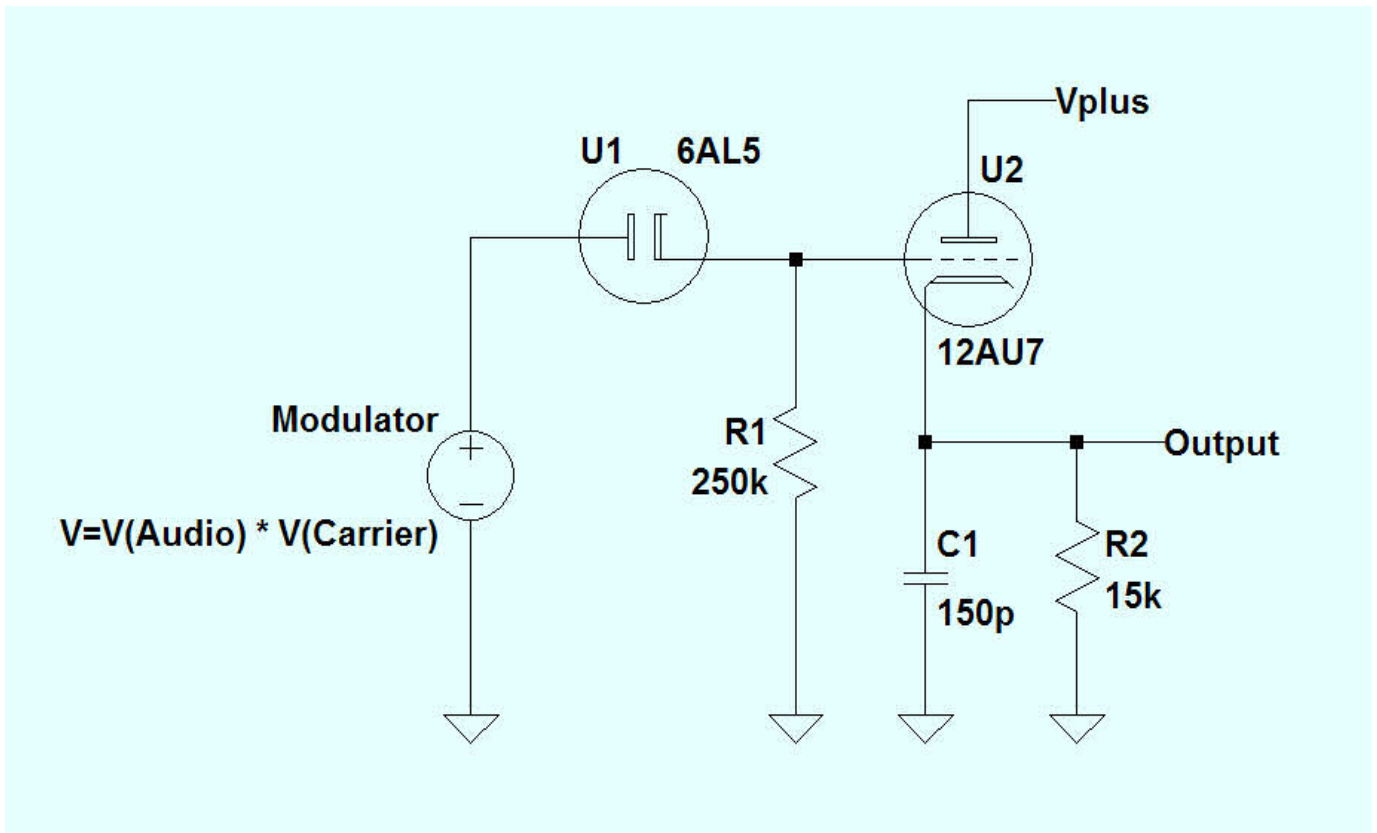 Vplus
U1 6AL5
U2
12AU7
Modulator
+
R1
Output
250k
V=V(Audio) * V(Carrier)
C1
R2
150p
15k